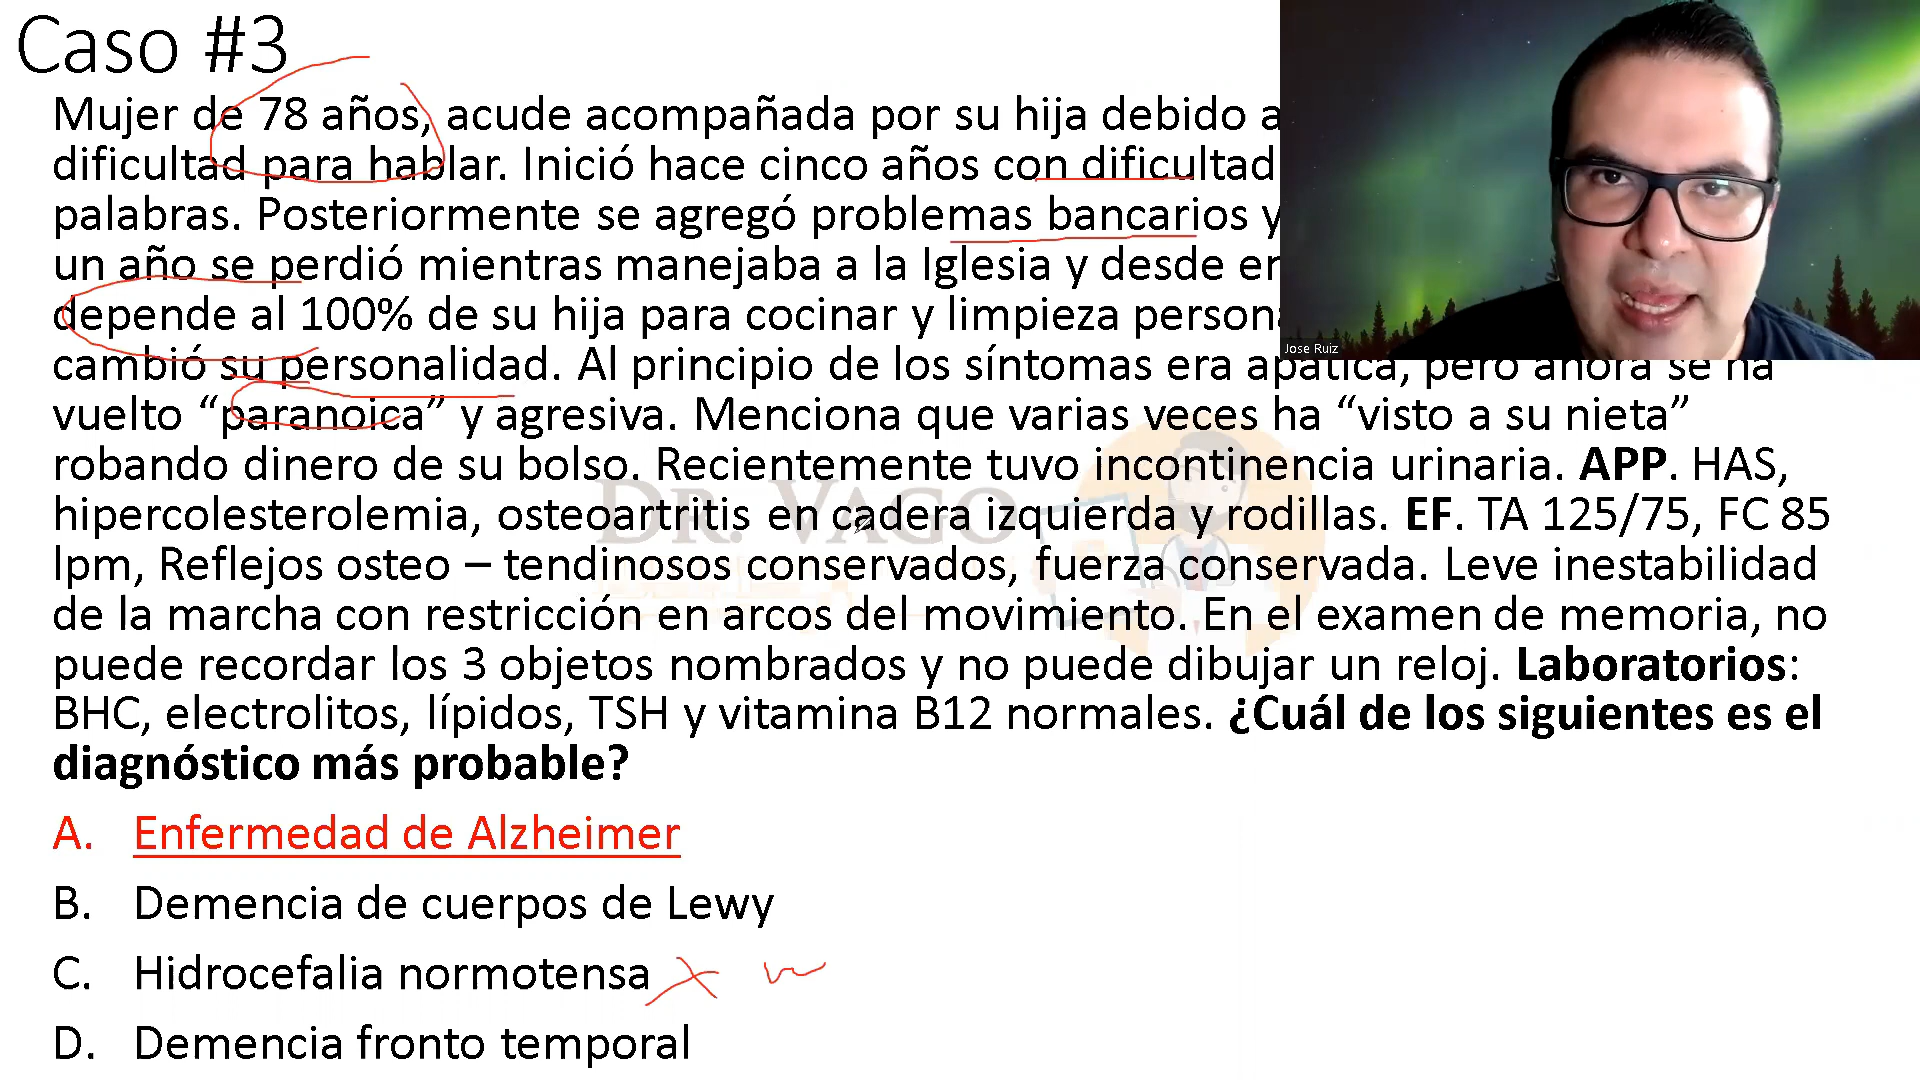 Caso #3
Mujer de 78 años, acude acompañada por su hija debido a
dificultad para hablar. Inició hace cinco años con dificultad
palabras. Posteriormente se agregó problemas bancarios y
un año se perdió mientras manejaba a la Iglesia y desde
depende al 100% de su hija para cocinar y limpieza
cambió su personalidad. Al principio de los síntomas era apática, pero ahora se ha
vuelto “paranoica” y agresiva. Menciona que varias veces ha “visto a su nieta”
robando dinero de su bolso. Recientemente tuvo incontinencia urinaria. APP. HAS,
hipercolesterolemia, osteoartritis en cadera izquierda y rodillas. EF. TA 125/75, FC 85
lpm, Reflejos osteo – tendinosos conservados, fuerza conservada. Leve inestabilidad
de la marcha con restricción en arcos del movimiento. En el examen de memoria, no
puede recordar los 3 objetos nombrados y no puede dibujar un reloj. Laboratorios:
BHC, electrolitos, lípidos, TSH y vitamina B12 normales. ¿Cuál de los siguientes es el
diagnóstico más probable?
A. Enfermedad de Alzheimer
B. Demencia de cuerpos de Lewy
C. Hidrocefalia normotensa
D. Demencia fronto temporal
Jose Ruiz
DR. VAGO